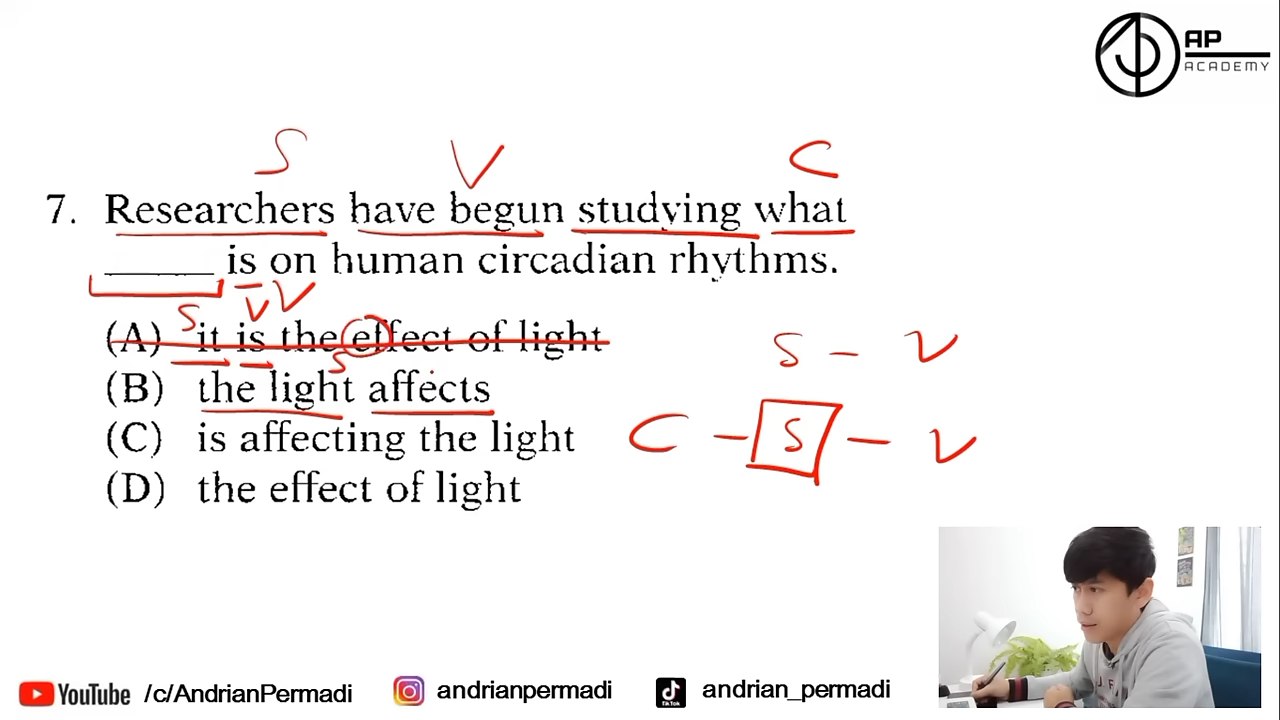 AP
ACADEMY
S V C
7. Researchers have begun studying what
______ is on human circadian rhythms.
S V V
(A) it is the effect of light
S
(B) the light affects
(C) is affecting the light
(D) the effect of light
S - V
C - S - V
YouTube /c/AndrianPermadi
andrianpermadi
TikTok
andrian_permadi